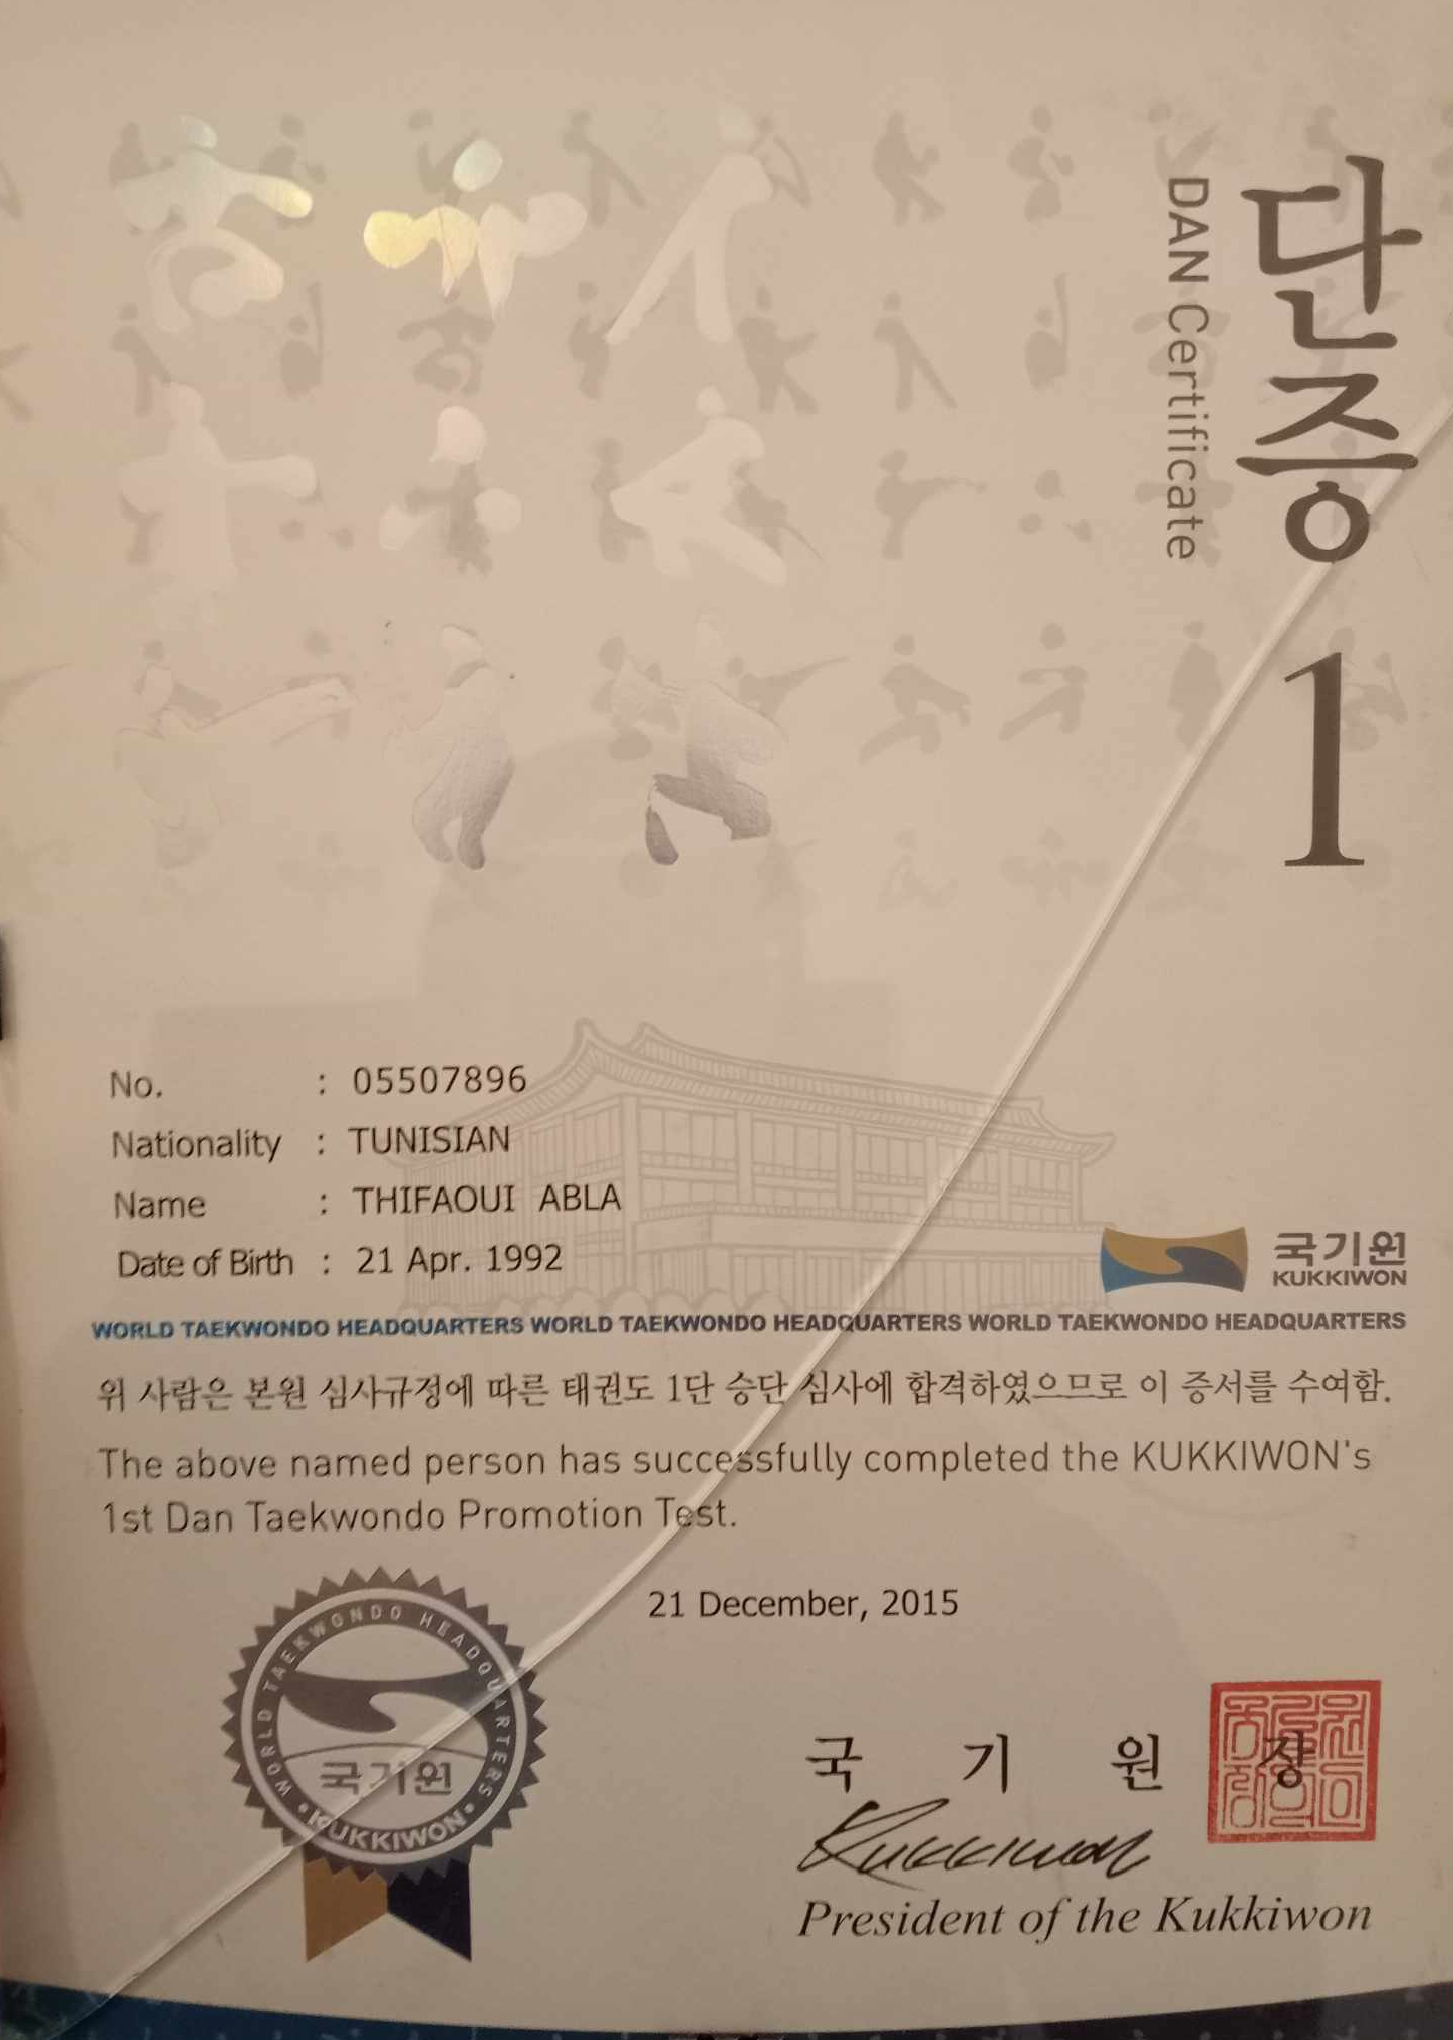 단증 1
DAN Certificate
No. : 05507896
Nationality : TUNISIAN
Name : THIFAOUI ABLA
Date of Birth : 21 Apr. 1992
국기원
KUKKIWON
WORLD TAEKWONDO HEADQUARTERS WORLD TAEKWONDO HEADQUARTERS WORLD TAEKWONDO HEADQUARTERS
위 사람은 본원 심사규정에 따른 태권도 1단 승단 심사에 합격하였으므로 이 증서를 수여함.
The above named person has successfully completed the KUKKIWON's
1st Dan Taekwondo Promotion Test.
21 December, 2015
WORLD TAEKWONDO HEADQUARTERS
국기원
•KUKKIWON•
국 기 원 장
Kukkiwon
President of the Kukkiwon